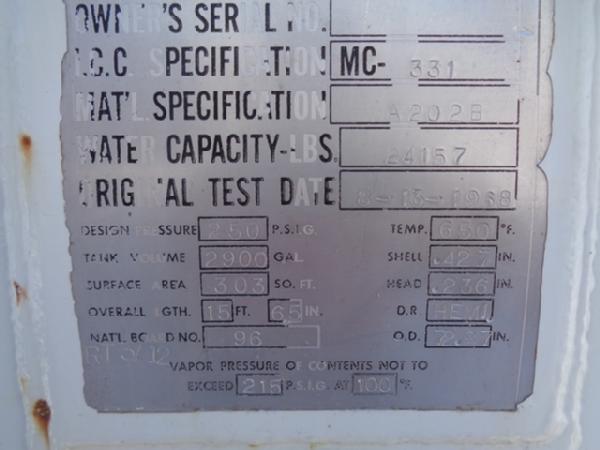 OWNER'S SERIAL NO.
I.C.C. SPECIFICATION MC- 331
MAT'L SPECIFICATION A202B
WATER CAPACITY-LBS. 24157
ORIGINAL TEST DATE 8-13-1968
DESIGN PRESSURE 250 P.S.I.G. TEMP. 650 °F.
TANK VOLUME 2900 GAL. SHELL .427 IN.
SURFACE AREA 303 SQ. FT. HEAD .236 IN.
OVERALL LGTH. 15 FT. 65 IN. D.R. HEMI
NAT'L BOARD NO. 96 O.D. IN.
VAPOR PRESSURE OF CONTENTS NOT TO
EXCEED 215 P.S.I.G. AT 100 °F.